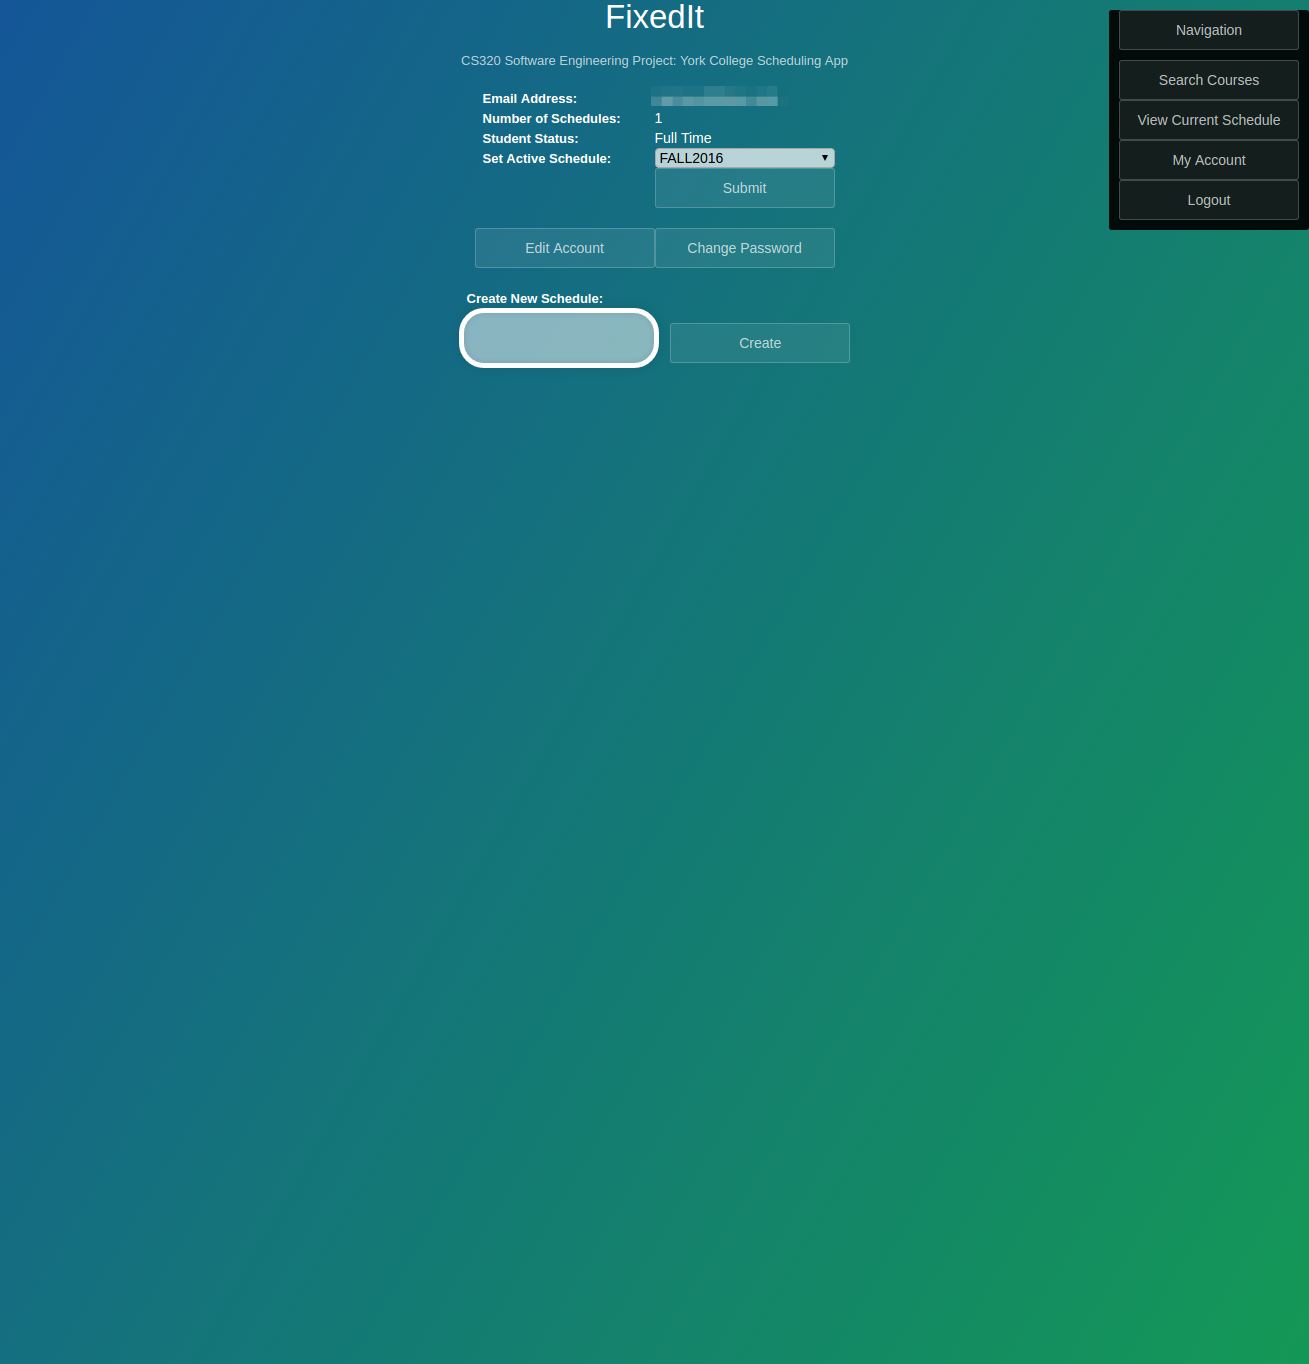 FixedIt
CS320 Software Engineering Project: York College Scheduling App
Email Address:
Number of Schedules: 1
Student Status: Full Time
Set Active Schedule: FALL2016
Submit
Edit Account Change Password
Create New Schedule:
Create
Navigation
Search Courses
View Current Schedule
My Account
Logout